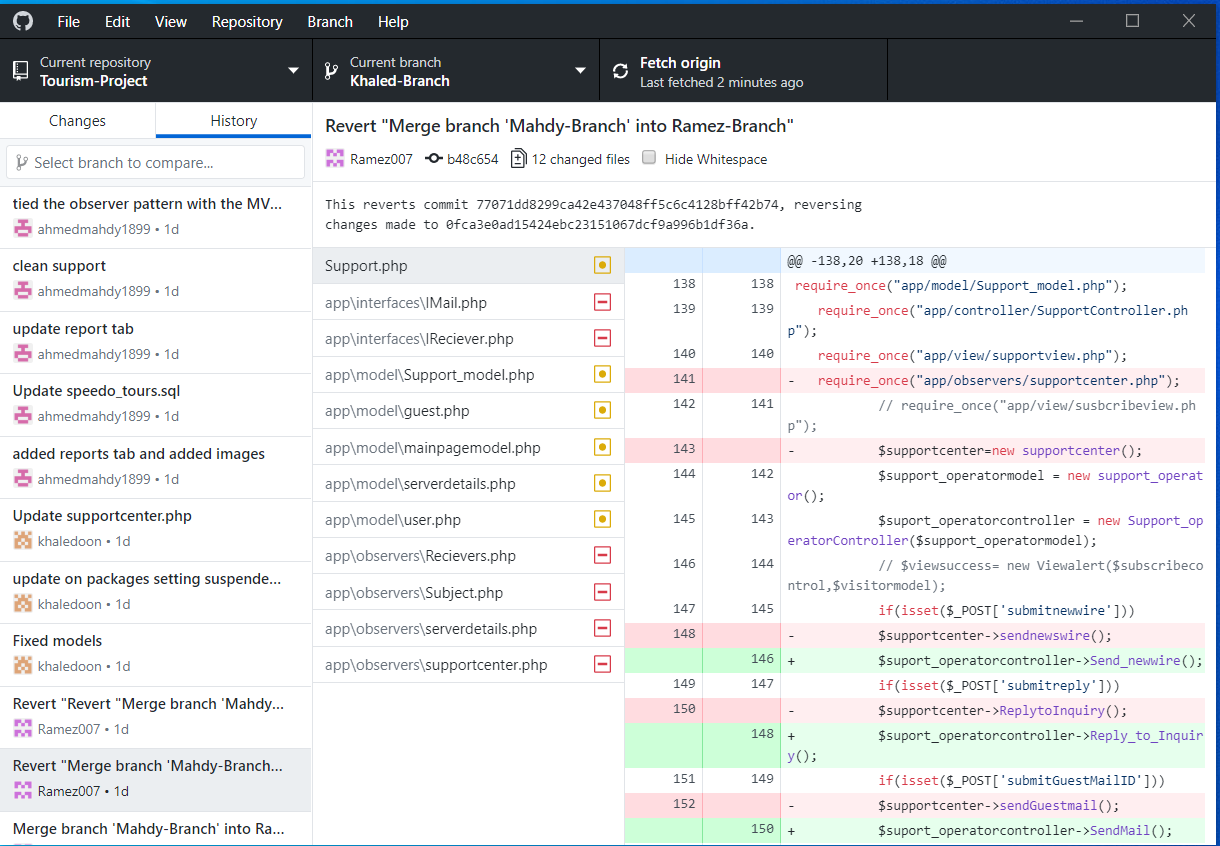 File Edit View Repository Branch Help
Current repository
Tourism-Project
Current branch
Khaled-Branch
Fetch origin
Last fetched 2 minutes ago
Changes
History
Select branch to compare...
tied the observer pattern with the MV...
ahmedmahdy1899 • 1d
clean support
ahmedmahdy1899 • 1d
update report tab
ahmedmahdy1899 • 1d
Update speedo_tours.sql
ahmedmahdy1899 • 1d
added reports tab and added images
ahmedmahdy1899 • 1d
Update supportcenter.php
khaledoon • 1d
update on packages setting suspende...
khaledoon • 1d
Fixed models
khaledoon • 1d
Revert "Revert "Merge branch 'Mahdy...
Ramez007 • 1d
Revert "Merge branch 'Mahdy-Branch...
Ramez007 • 1d
Merge branch 'Mahdy-Branch' into Ra...
Revert "Merge branch 'Mahdy-Branch' into Ramez-Branch"
Ramez007 b48c654 12 changed files Hide Whitespace
This reverts commit 77071dd8299ca42e437048ff5c6c4128bff42b74, reversing
changes made to 0fca3e0ad15424ebc23151067dcf9a996b1df36a.
Support.php
app\interfaces\IMail.php
app\interfaces\IReciever.php
app\model\Support_model.php
app\model\guest.php
app\model\mainpagemodel.php
app\model\serverdetails.php
app\model\user.php
app\observers\Recievers.php
app\observers\Subject.php
app\observers\serverdetails.php
app\observers\supportcenter.php
@@ -138,20 +138,18 @@
138 138 require_once("app/model/Support_model.php");
139 139 require_once("app/controller/SupportController.ph
p");
140 140 require_once("app/view/supportview.php");
141 - require_once("app/observers/supportcenter.php");
142 141 // require_once("app/view/susbcribeview.ph
p");
143 - $supportcenter=new supportcenter();
144 142 $support_operatormodel = new support_operat
or();
145 143 $suport_operatorcontroller = new Support_op
eratorController($support_operatormodel);
146 144 // $viewsuccess= new Viewalert($subscribeco
ntrol,$visitormodel);
147 145 if(isset($_POST['submitnewwire']))
148 - $supportcenter->sendnewswire();
146 + $suport_operatorcontroller->Send_newwire();
149 147 if(isset($_POST['submitreply']))
150 - $supportcenter->ReplytoInquiry();
148 + $suport_operatorcontroller->Reply_to_Inquir
y();
151 149 if(isset($_POST['submitGuestMailID']))
152 - $supportcenter->sendGuestmail();
150 + $suport_operatorcontroller->SendMail();